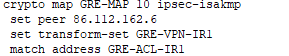 crypto map GRE-MAP 10 ipsec-isakmp
set peer 86.112.162.6
set transform-set GRE-VPN-IR1
match address GRE-ACL-IR1